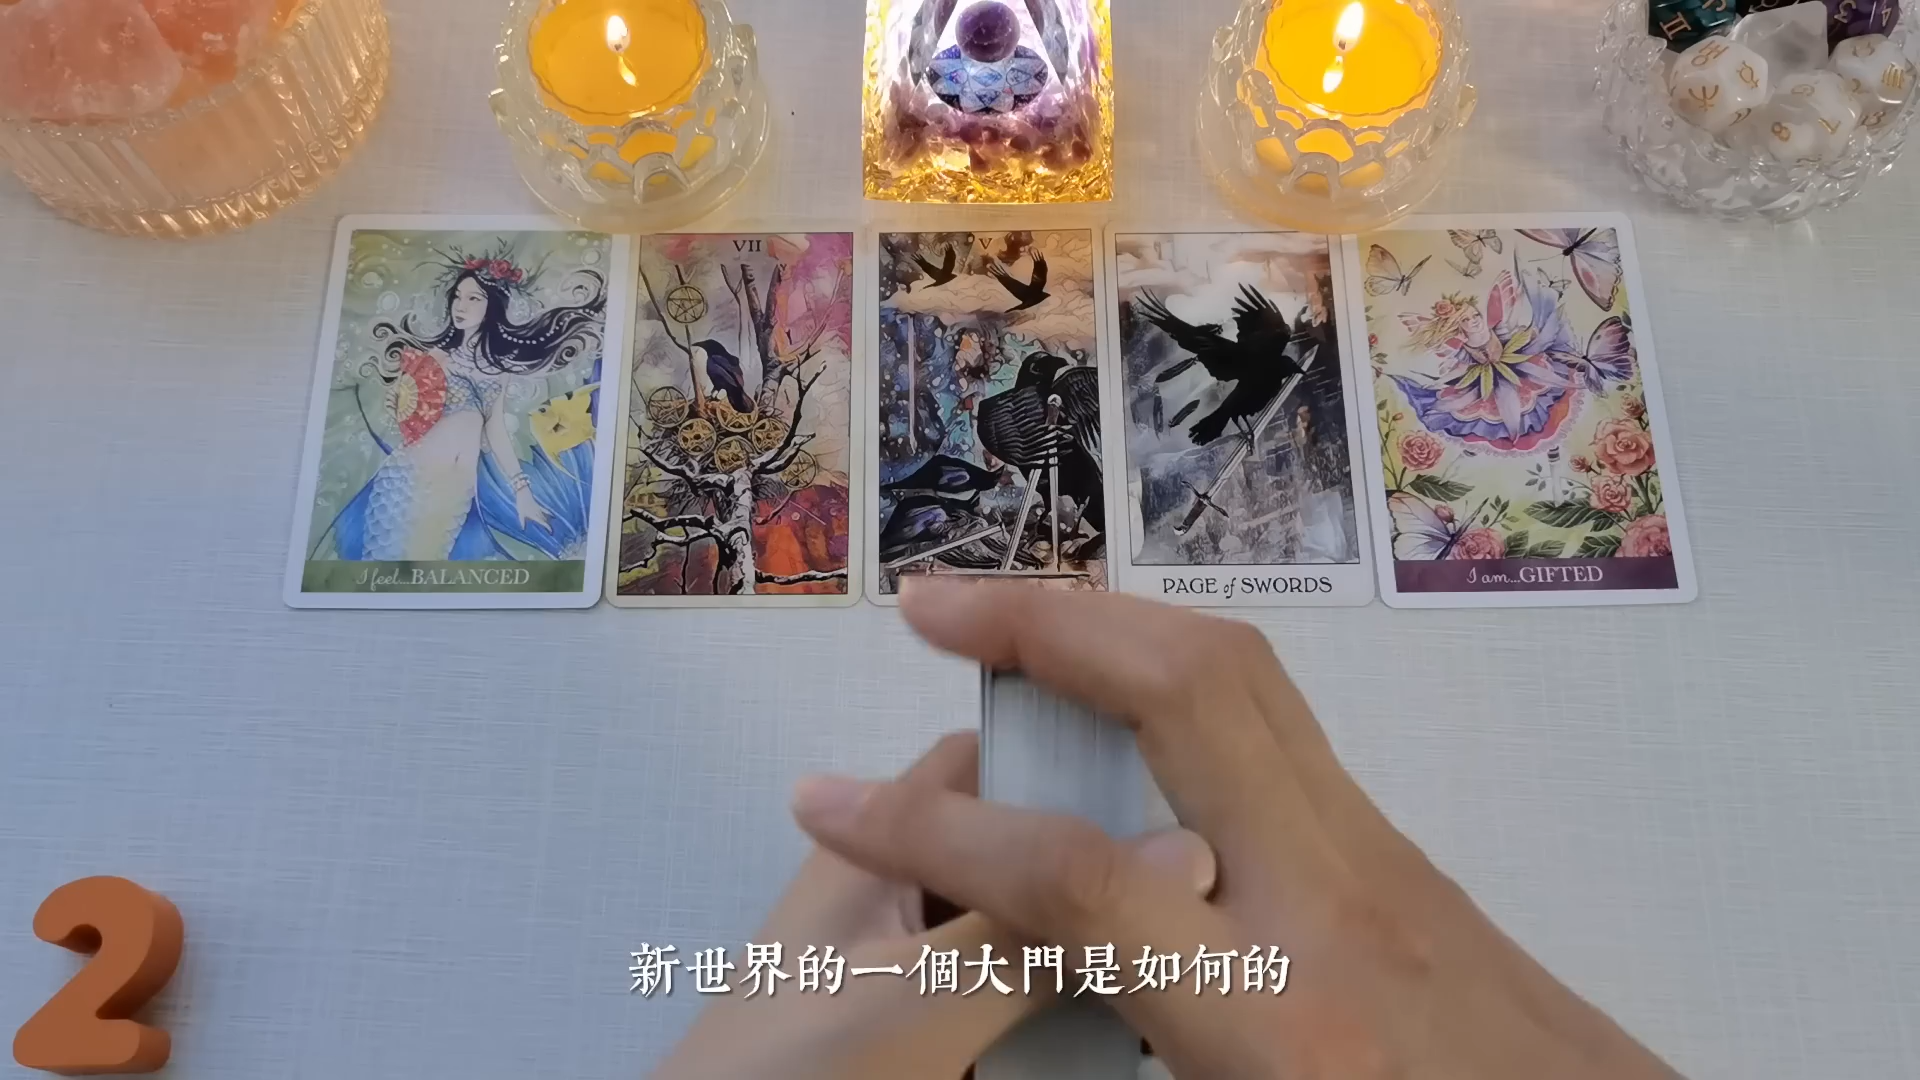 VII
V
I feel...BALANCED
PAGE of SWORDS
I am...GIFTED
2
新世界的一個大門是如何的